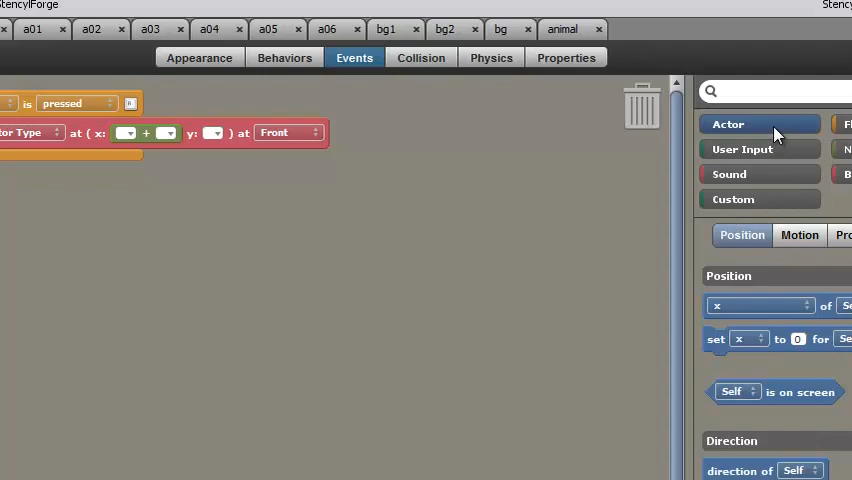 StencylForge Stency
a01 a02 a03 a04 a05 a06 bg1 bg2 bg animal
Appearance Behaviors Events Collision Physics Properties
is pressed
tor Type at ( x: + y: ) at Front
Actor Fl
User Input N
Sound B
Custom
Position Motion Pro
Position
x of Se
set x to 0 for Se
Self is on screen
Direction
direction of Self